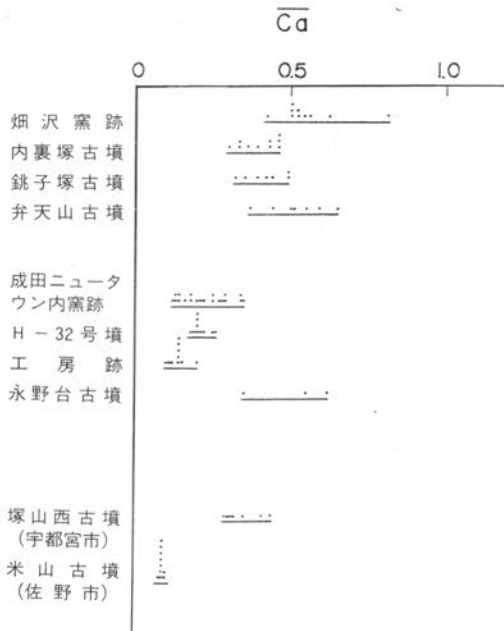 Ca
0 0.5 1.0
畑沢窯跡
内裏塚古墳
銚子塚古墳
弁天山古墳
成田ニュータ
ウン内窯跡
H-32号墳
工房跡
永野台古墳
塚山西古墳
(宇都宮市)
米山古墳
(佐野市)